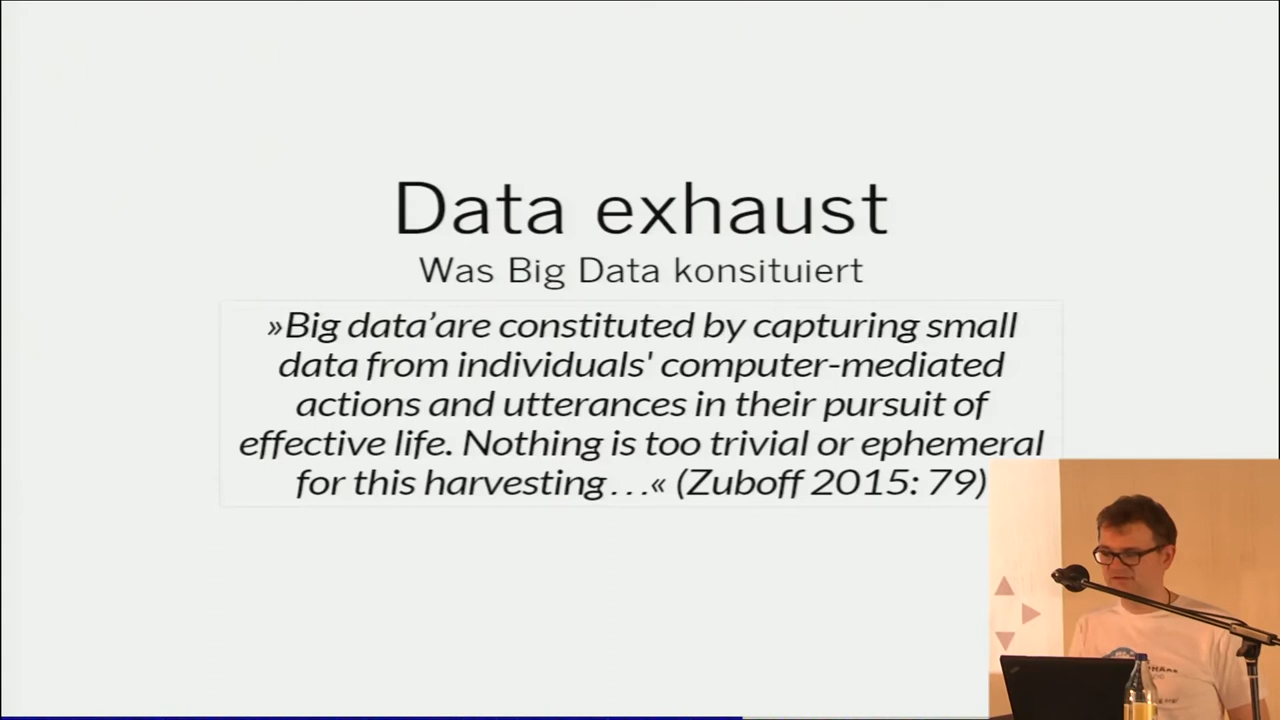 Data exhaust
Was Big Data konsituiert
»Big data’are constituted by capturing small
data from individuals' computer-mediated
actions and utterances in their pursuit of
effective life. Nothing is too trivial or ephemeral
for this harvesting…« (Zuboff 2015: 79)